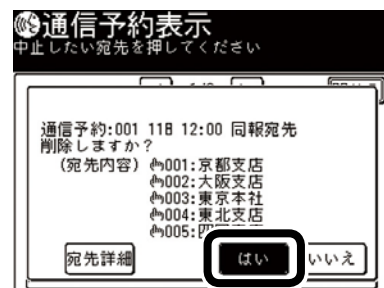 通信予約表示
中止したい宛先を押してください
通信予約:001 11日 12:00 同報宛先
削除しますか?
(宛先内容) 001:京都支店
002:大阪支店
003:東京本社
004:東北支店
005:
宛先詳細 はい いいえ